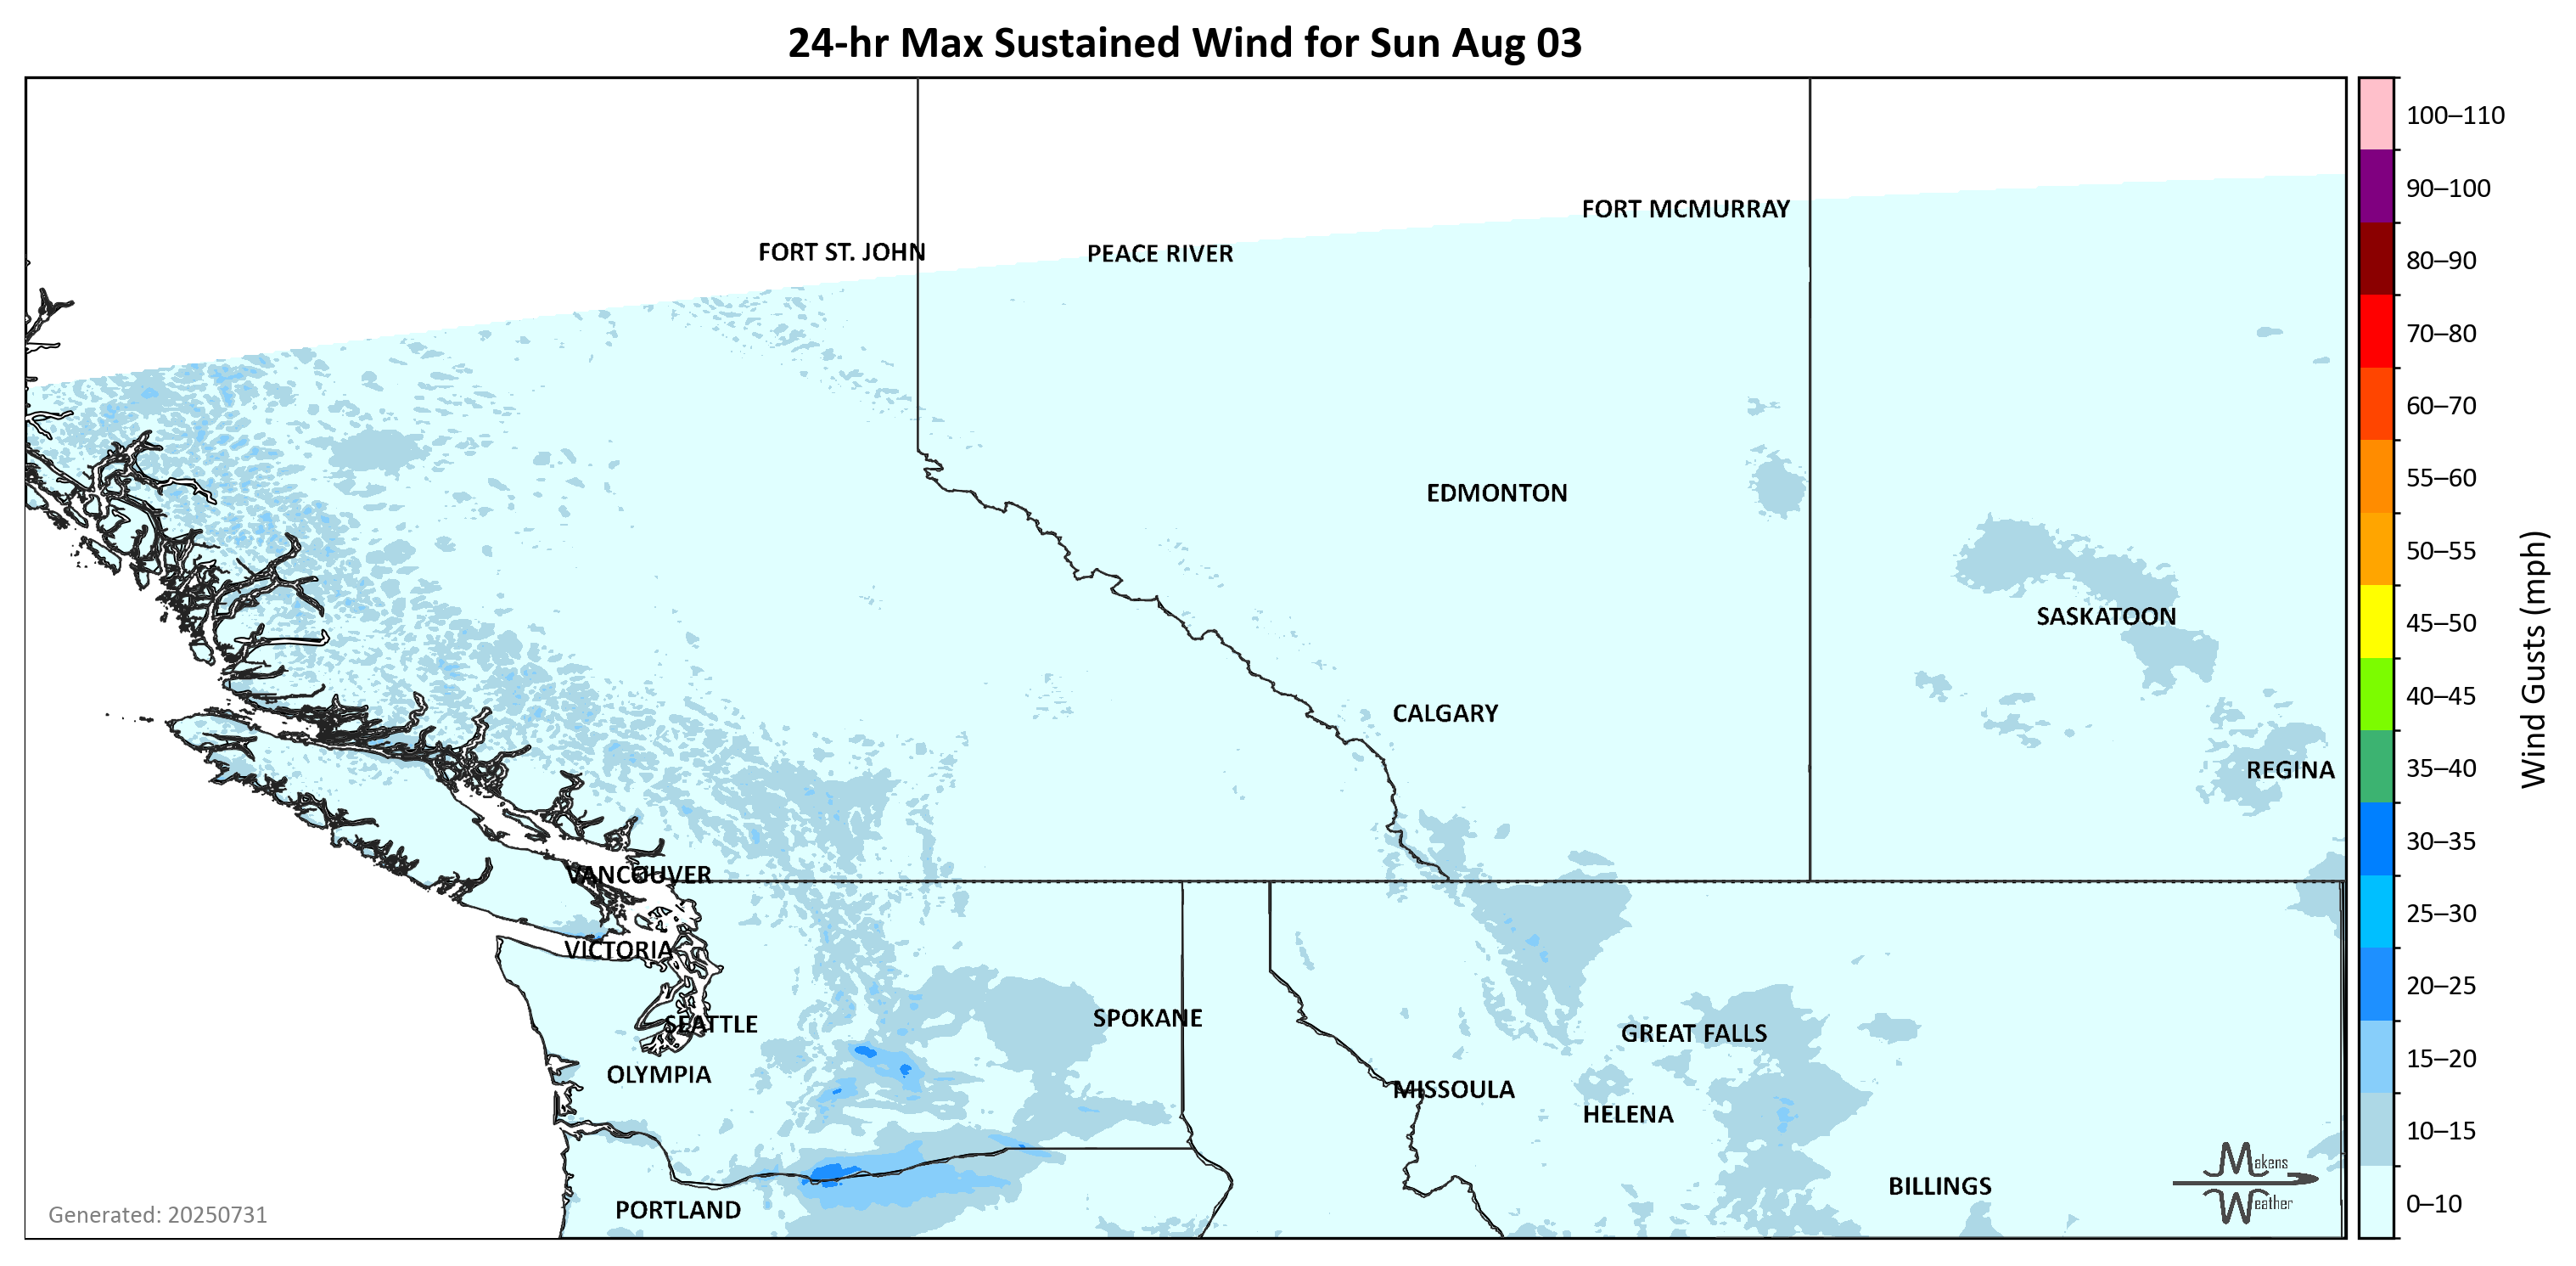 24-hr Max Sustained Wind for Sun Aug 03
100–110
90–100
80–90
70–80
60–70
55–60
50–55
45–50
40–45
35–40
30–35
25–30
20–25
15–20
10–15
0–10
Wind Gusts (mph)
FORT MCMURRAY
FORT ST. JOHN
PEACE RIVER
EDMONTON
SASKATOON
CALGARY
REGINA
VANCOUVER
VICTORIA
SPOKANE
SEATTLE
GREAT FALLS
OLYMPIA
MISSOULA
HELENA
BILLINGS
PORTLAND
Makens
Weather
Generated: 20250731